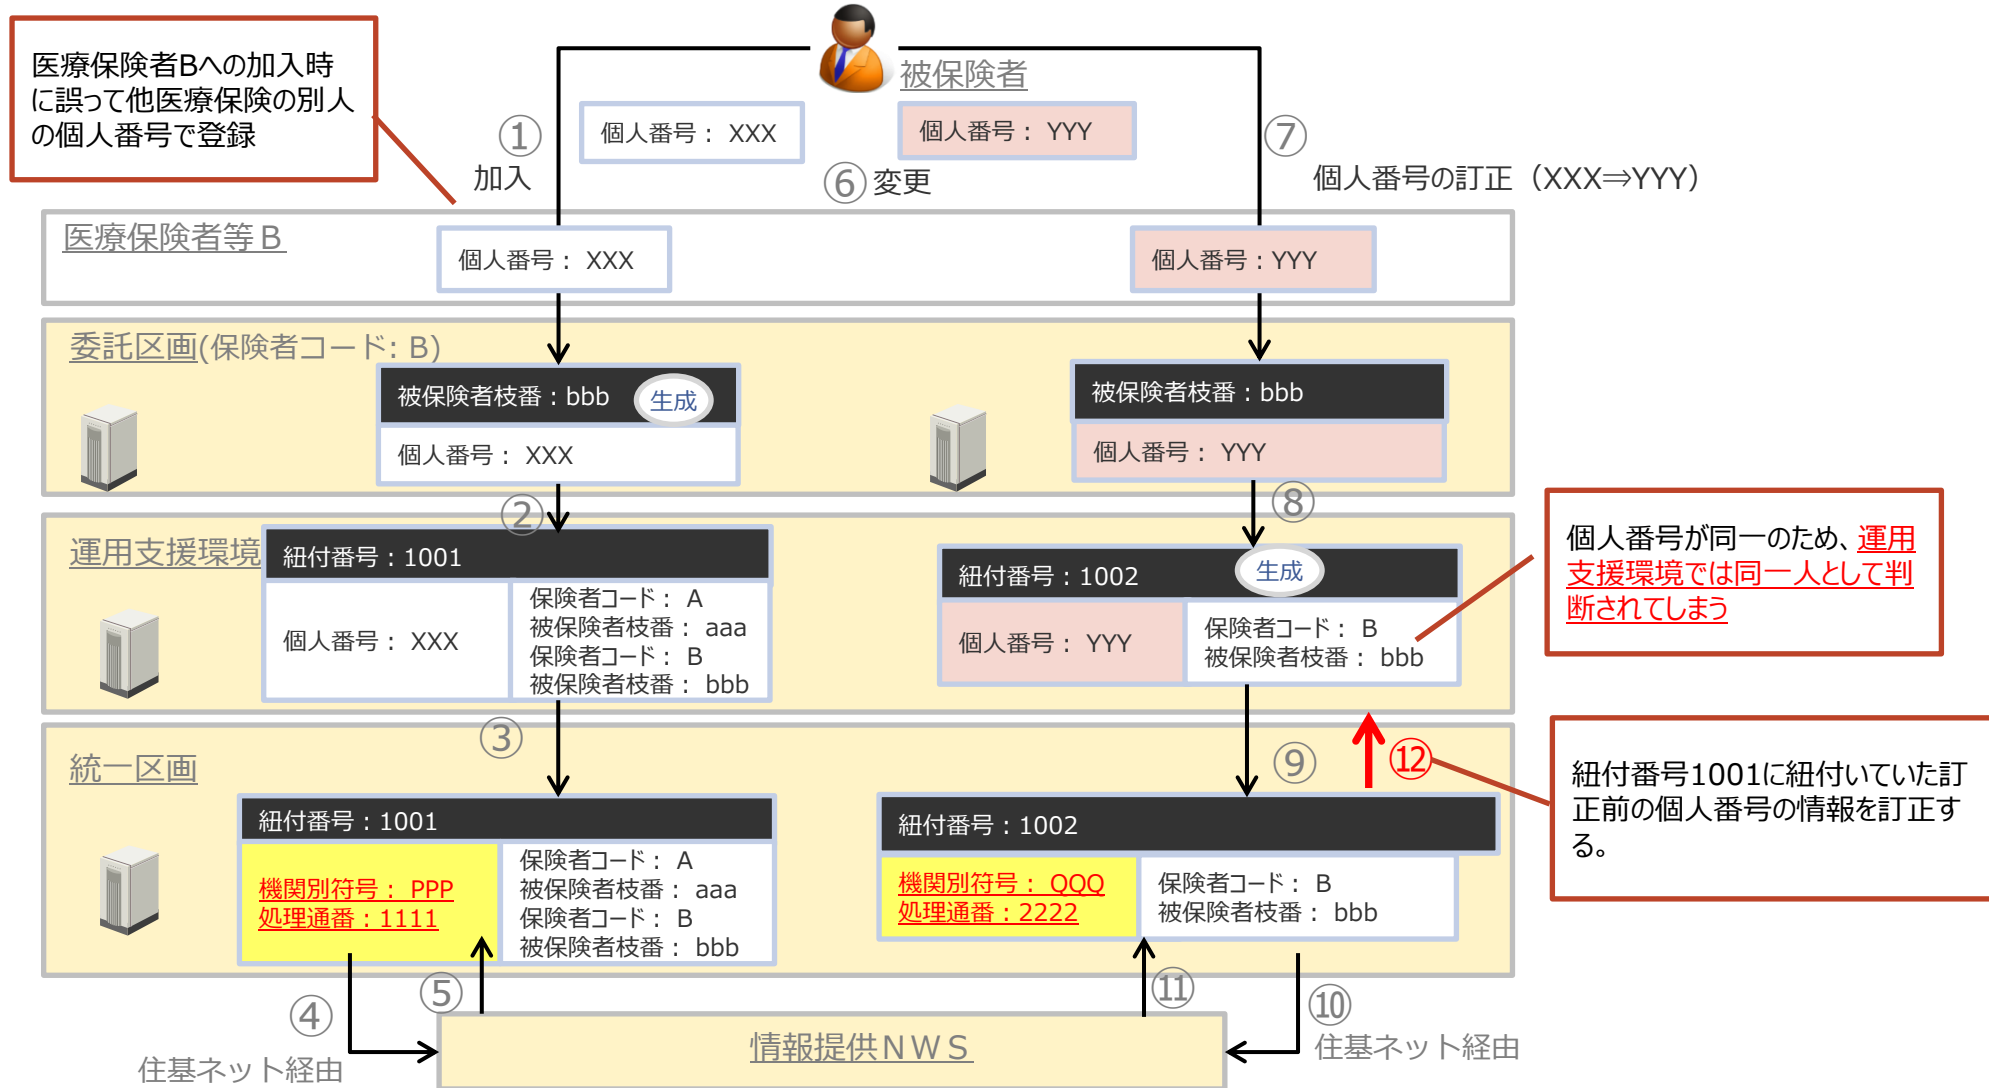 医療保険者Bへの加入時
に誤って他医療保険の別人
の個人番号で登録
被保険者
個人番号： XXX
個人番号： YYY
①
加入
⑥変更
⑦
個人番号の訂正（XXX⇒YYY）
医療保険者等Ｂ
個人番号： XXX
個人番号：YYY
委託区画(保険者コード: B)
被保険者枝番：bbb
生成
個人番号： XXX
被保険者枝番：bbb
個人番号： YYY
②
⑧
運用支援環境
紐付番号：1001
個人番号： XXX
保険者コード： A
被保険者枝番： aaa
保険者コード： B
被保険者枝番： bbb
紐付番号：1002
生成
個人番号： YYY
保険者コード： B
被保険者枝番： bbb
個人番号が同一のため、運用
支援環境では同一人として判
断されてしまう
③
⑨
⑫
統一区画
紐付番号：1001
機関別符号： PPP
処理通番：1111
保険者コード： A
被保険者枝番： aaa
保険者コード： B
被保険者枝番： bbb
紐付番号：1002
機関別符号： QQQ
処理通番：2222
保険者コード： B
被保険者枝番： bbb
紐付番号1001に紐付いていた訂
正前の個人番号の情報を訂正す
る。
④
住基ネット経由
⑤
⑪
⑩
住基ネット経由
情報提供ＮＷＳ